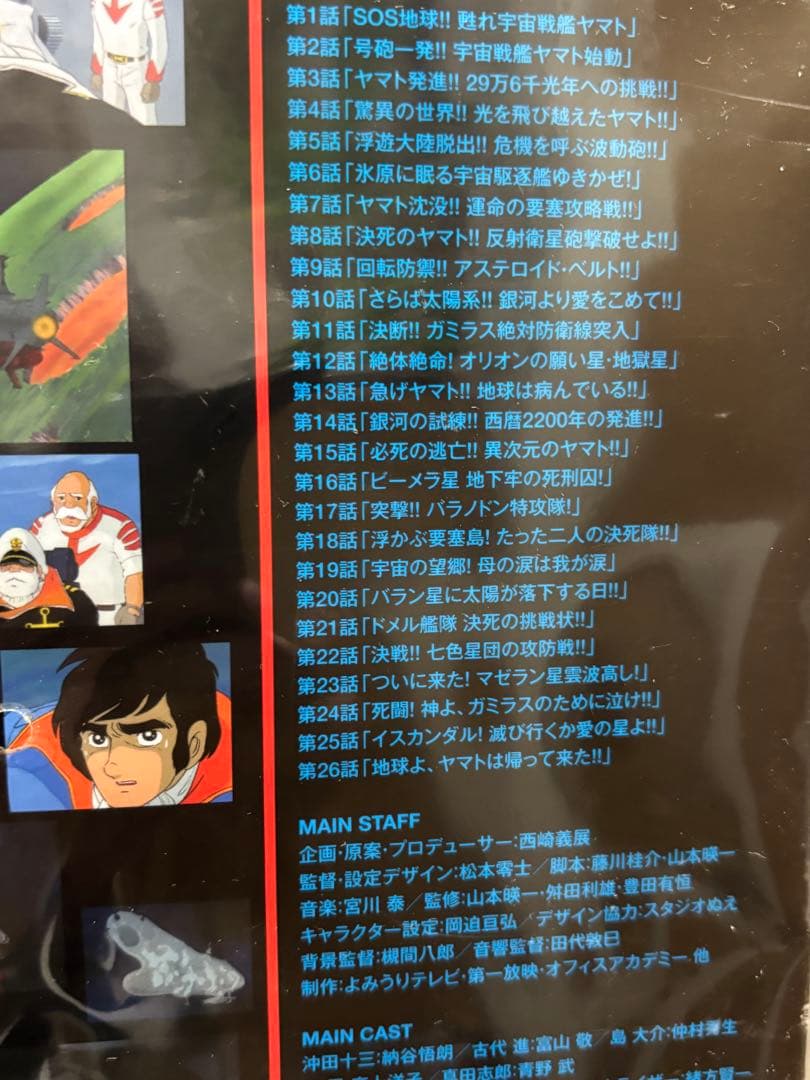 第1話「SOS地球!! 甦れ宇宙戦艦ヤマト」
第2話「号砲一発!! 宇宙戦艦ヤマト始動」
第3話「ヤマト発進!! 29万6千光年への挑戦!!」
第4話「驚異の世界!! 光を飛び越えたヤマト!!」
第5話「浮遊大陸脱出!! 危機を呼ぶ波動砲!!」
第6話「氷原に眠る宇宙駆逐艦ゆきかぜ!」
第7話「ヤマト沈没!! 運命の要塞攻略戦!!」
第8話「決死のヤマト!! 反射衛星砲撃破せよ!!」
第9話「回転防禦!! アステロイド・ベルト!!」
第10話「さらば太陽系!! 銀河より愛をこめて!!」
第11話「決断!! ガミラス絶対防衛線突入」
第12話「絶体絶命! オリオンの願い星・地獄星」
第13話「急げヤマト!! 地球は病んでいる!!」
第14話「銀河の試練!! 西暦2200年の発進!!」
第15話「必死の逃亡!! 異次元のヤマト!!」
第16話「ビーメラ星 地下牢の死刑囚!」
第17話「突撃!! バラノドン特攻隊!」
第18話「浮かぶ要塞島! たった二人の決死隊!!」
第19話「宇宙の望郷! 母の涙は我が涙」
第20話「バラン星に太陽が落下する日!!」
第21話「ドメル艦隊 決死の挑戦状!!」
第22話「決戦!! 七色星団の攻防戦!!」
第23話「ついに来た! マゼラン星雲波高し!」
第24話「死闘! 神よ、ガミラスのために泣け!!」
第25話「イスカンダル! 滅び行くか愛の星よ!!」
第26話「地球よ、ヤマトは帰って来た!!」
MAIN STAFF
企画・原案・プロデューサー:西崎義展
監督・設定デザイン:松本零士／脚本:藤川桂介・山本暎一
音楽:宮川 泰／監修:山本暎一・舛田利雄・豊田有恒
キャラクター設定:岡迫亘弘／デザイン協力:スタジオぬえ
背景監督:槻間八郎／音響監督:田代敦巳
制作:よみうりテレビ・第一放映・オフィスアカデミー 他
MAIN CAST
沖田十三:納谷悟朗／古代 進:富山 敬／島 大介:仲村秀生
真田志郎:青野 武
緒方賢一